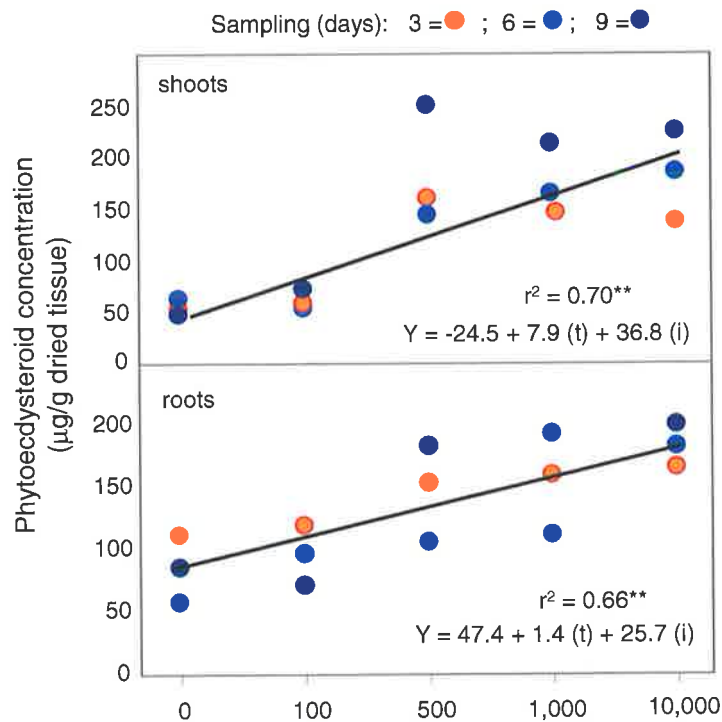 Sampling (days): 3 = ; 6 = ; 9 =
Phytoecdysteroid concentration
(µg/g dried tissue)
shoots
250
200
150
100
50
0
r² = 0.70**
Y = -24.5 + 7.9 (t) + 36.8 (i)
roots
200
150
100
50
0
r² = 0.66**
Y = 47.4 + 1.4 (t) + 25.7 (i)
0 100 500 1,000 10,000